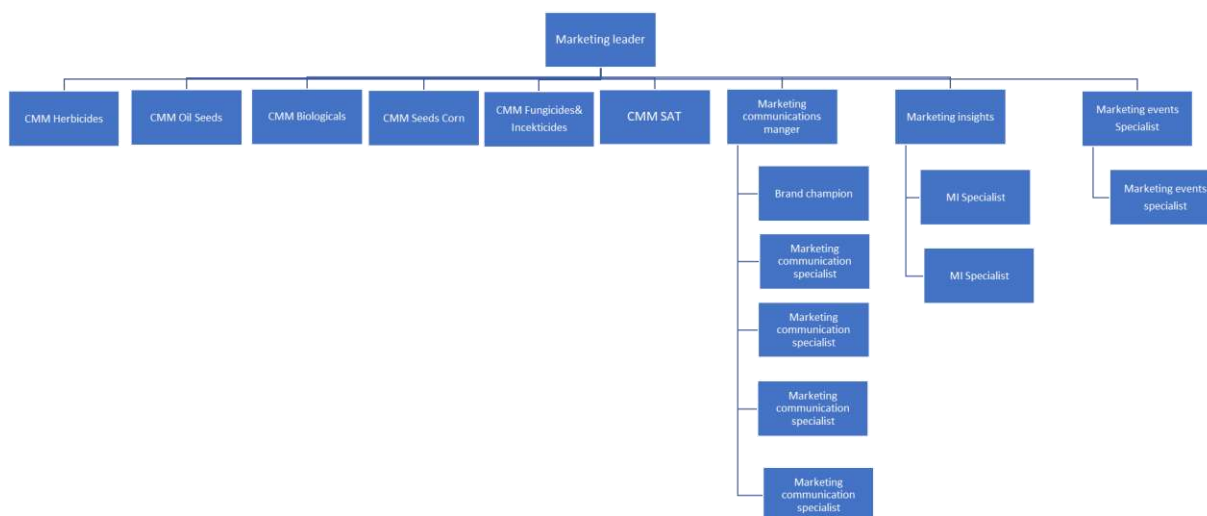 Marketing leader
CMM Herbicides
CMM Oil Seeds
CMM Biologicals
CMM Seeds Corn
CMM Fungicides&
Incekticides
CMM SAT
Marketing
communications
manger
Marketing insights
Marketing events
Specialist
Brand champion
Marketing
communication
specialist
Marketing
communication
specialist
Marketing
communication
specialist
Marketing
communication
specialist
MI Specialist
MI Specialist
Marketing events
specialist